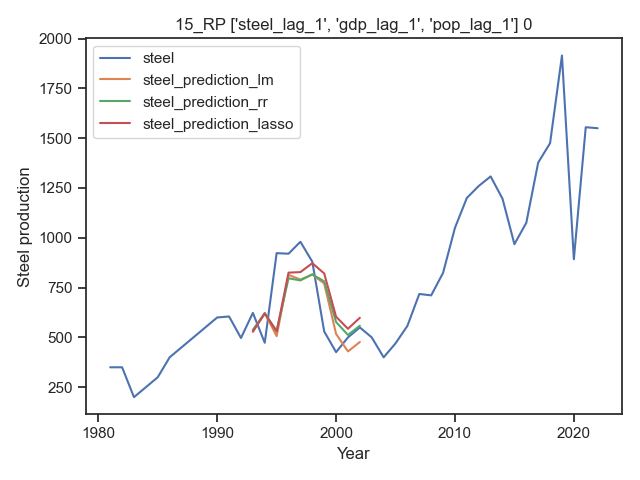 15_RP ['steel_lag_1', 'gdp_lag_1', 'pop_lag_1'] 0
steel
steel_prediction_lm
steel_prediction_rr
steel_prediction_lasso
Steel production
2000
1750
1500
1250
1000
750
500
250
1980
1990
2000
2010
2020
Year